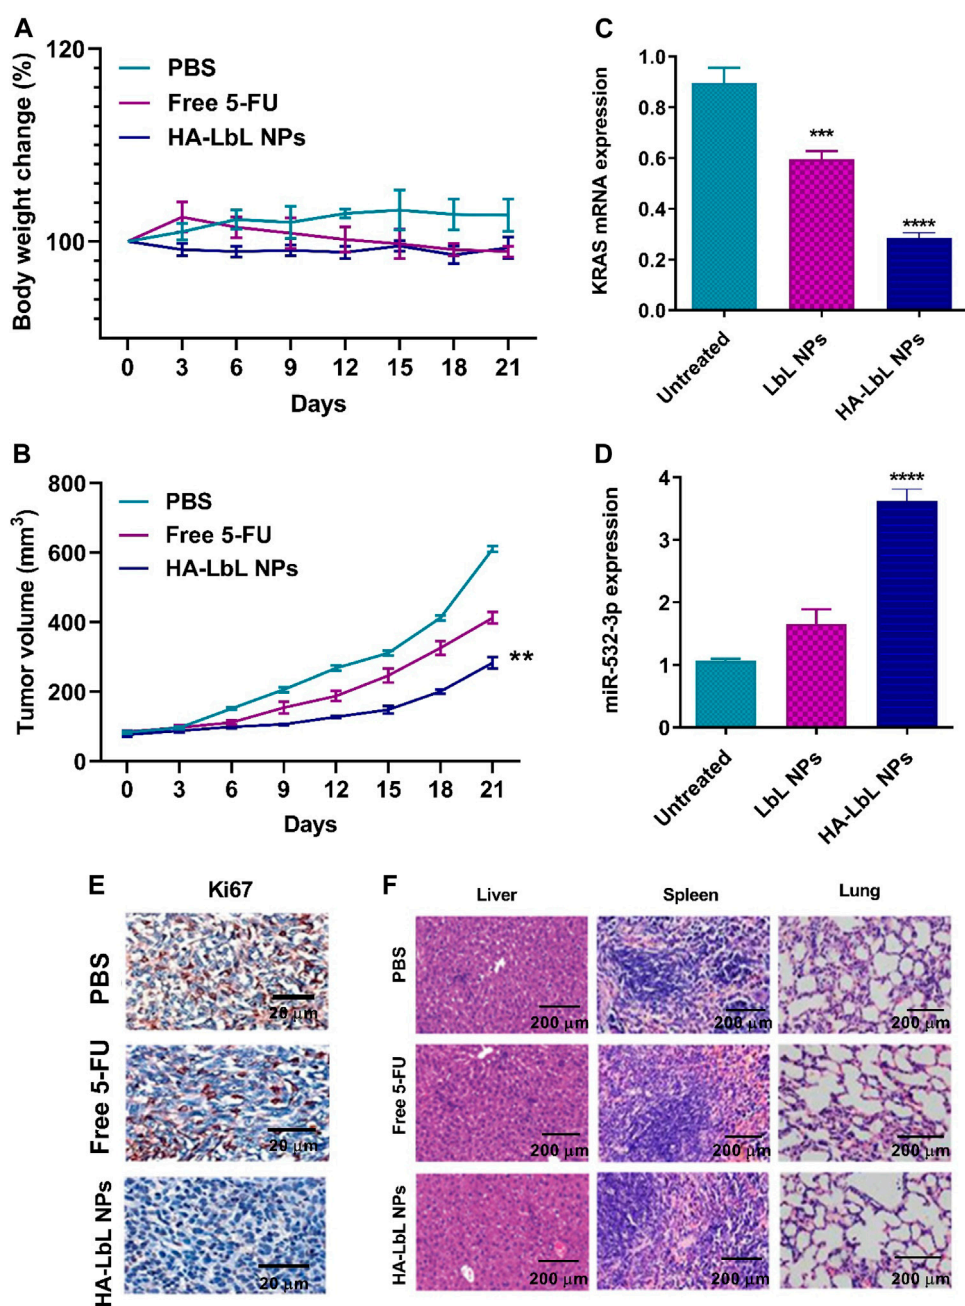 A
Body weight change (%)
120
100
PBS
Free 5-FU
HA-LbL NPs
0 3 6 9 12 15 18 21
Days
C
KRAS mRNA expression
1.0
0.8
0.6
0.4
0.2
0.0
***
****
Untreated
LbL NPs
HA-LbL NPs
B
Tumor volume (mm³)
800
600
400
200
0
PBS
Free 5-FU
HA-LbL NPs
**
0 3 6 9 12 15 18 21
Days
D
miR-532-3p expression
4
3
2
1
0
****
Untreated
LbL NPs
HA-LbL NPs
E
Ki67
PBS
20 µm
Free 5-FU
20 µm
HA-LbL NPs
20 µm
F
Liver Spleen Lung
PBS
200 µm 200 µm 200 µm
Free 5-FU
200 µm 200 µm 200 µm
HA-LbL NPs
200 µm 200 µm 200 µm